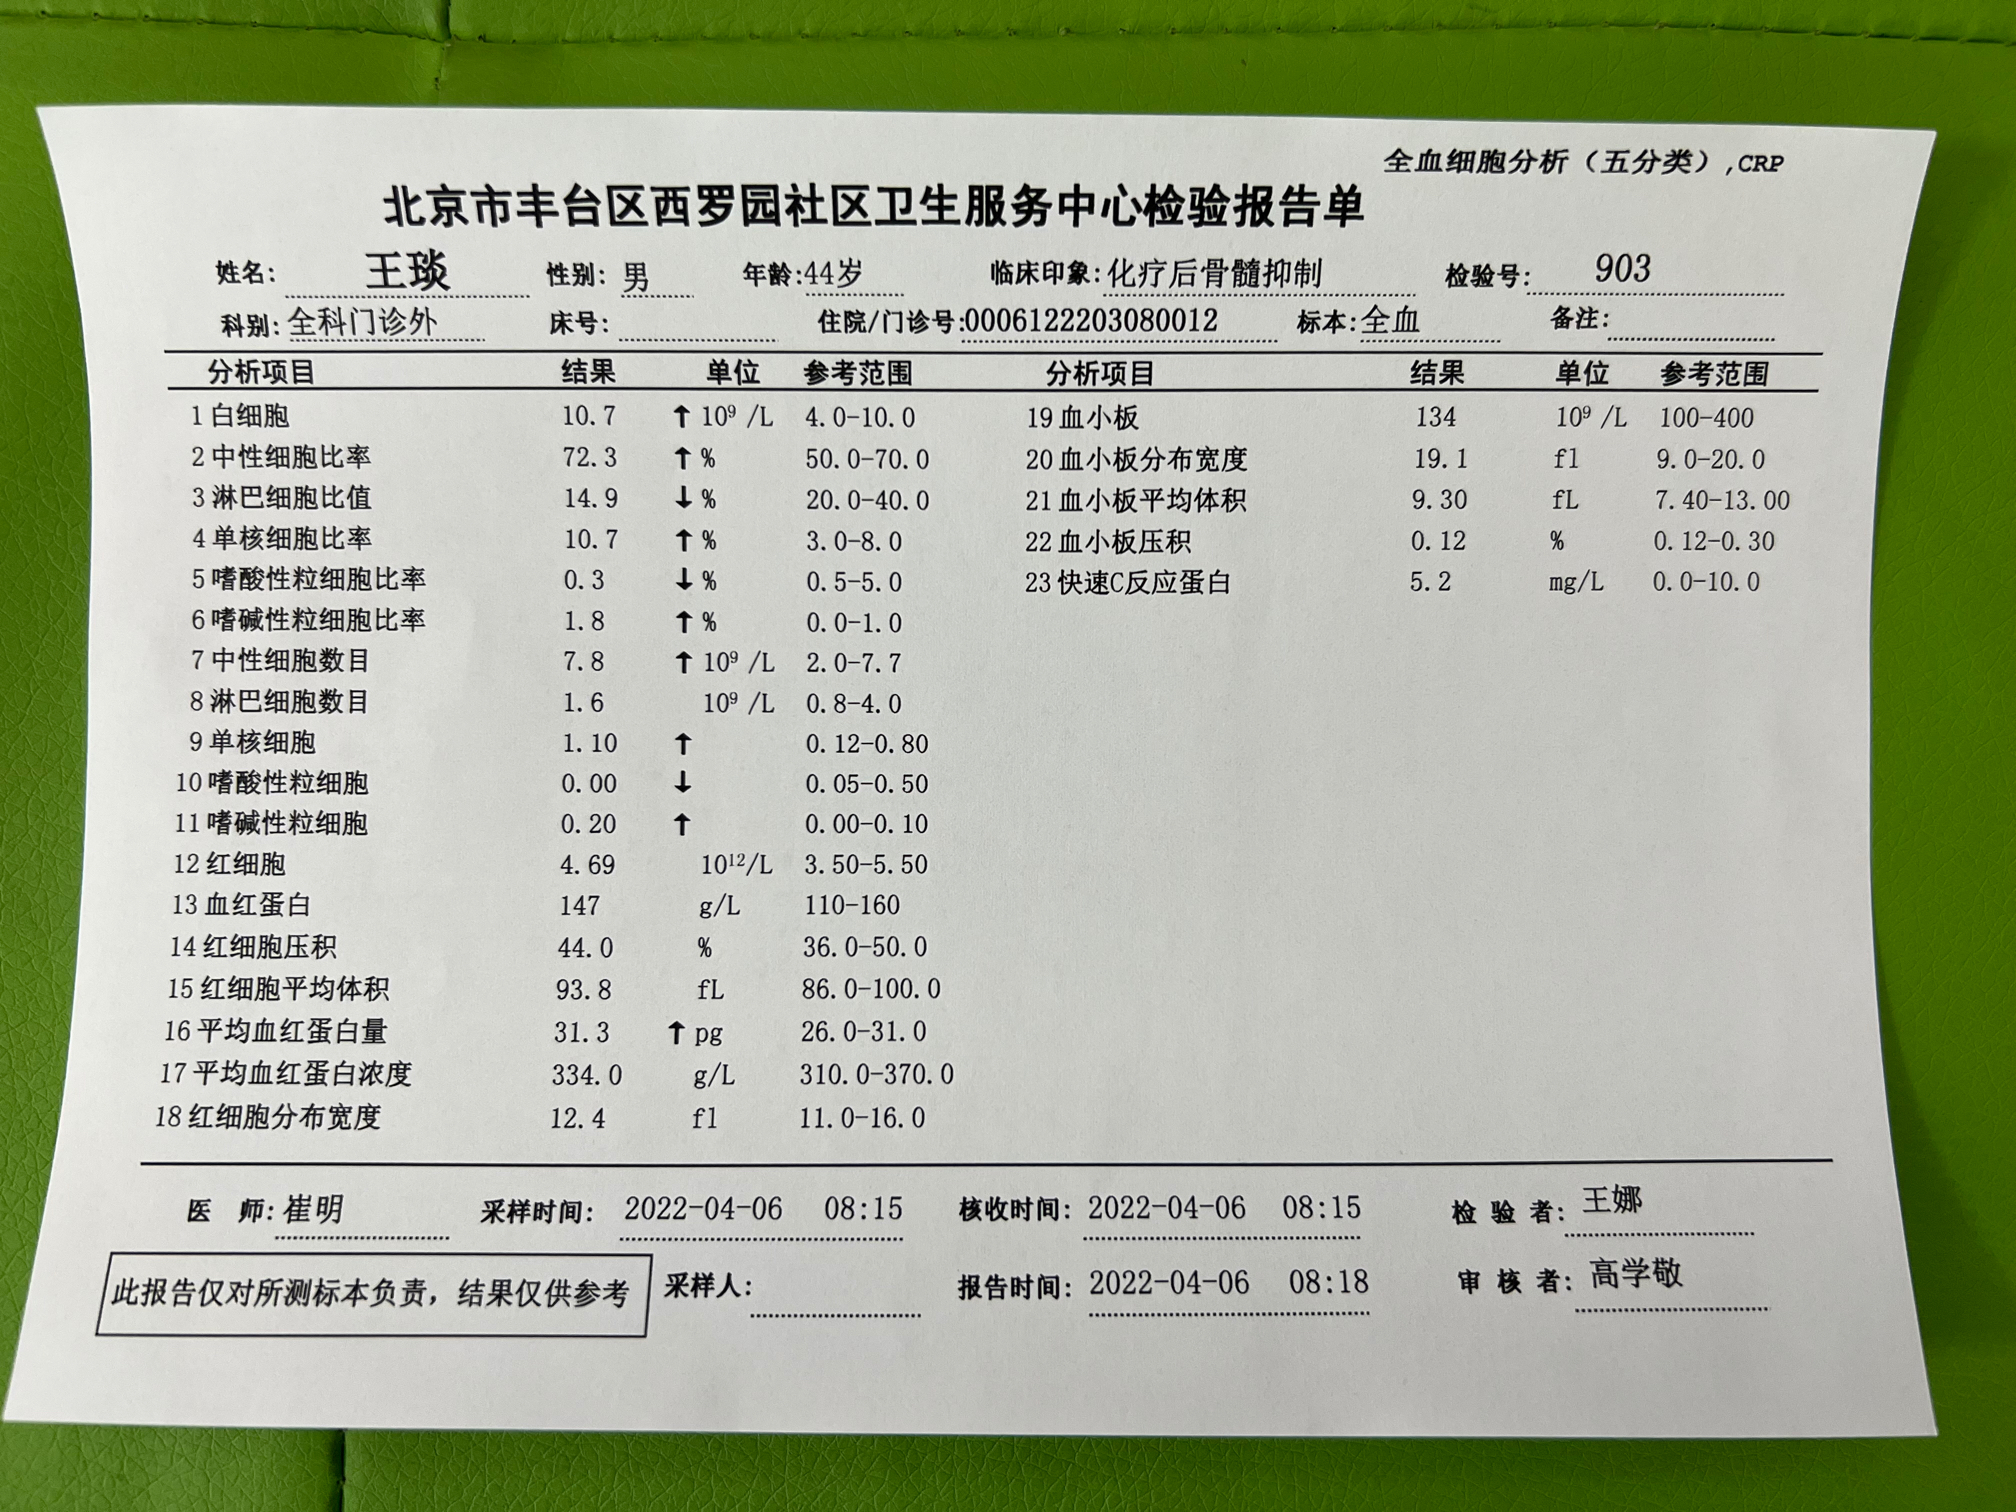 全血细胞分析（五分类）,CRP
北京市丰台区西罗园社区卫生服务中心检验报告单
姓名: 王琰 性别: 男 年龄:44岁 临床印象:化疗后骨髓抑制 检验号: 903
科别:全科门诊外 床号: 住院/门诊号:0006122203080012 标本:全血 备注:
分析项目 结果 单位 参考范围 分析项目 结果 单位 参考范围
1 白细胞 10.7 ↑ 10⁹ /L 4.0-10.0 19 血小板 134 10⁹ /L 100-400
2 中性细胞比率 72.3 ↑ % 50.0-70.0 20 血小板分布宽度 19.1 fl 9.0-20.0
3 淋巴细胞比值 14.9 ↓ % 20.0-40.0 21 血小板平均体积 9.30 fL 7.40-13.00
4 单核细胞比率 10.7 ↑ % 3.0-8.0 22 血小板压积 0.12 % 0.12-0.30
5 嗜酸性粒细胞比率 0.3 ↓ % 0.5-5.0 23 快速C反应蛋白 5.2 mg/L 0.0-10.0
6 嗜碱性粒细胞比率 1.8 ↑ % 0.0-1.0
7 中性细胞数目 7.8 ↑ 10⁹ /L 2.0-7.7
8 淋巴细胞数目 1.6 10⁹ /L 0.8-4.0
9 单核细胞 1.10 ↑ 0.12-0.80
10 嗜酸性粒细胞 0.00 ↓ 0.05-0.50
11 嗜碱性粒细胞 0.20 ↑ 0.00-0.10
12 红细胞 4.69 10¹²/L 3.50-5.50
13 血红蛋白 147 g/L 110-160
14 红细胞压积 44.0 % 36.0-50.0
15 红细胞平均体积 93.8 fL 86.0-100.0
16 平均血红蛋白量 31.3 ↑ pg 26.0-31.0
17 平均血红蛋白浓度 334.0 g/L 310.0-370.0
18 红细胞分布宽度 12.4 fl 11.0-16.0
医 师: 崔明 采样时间: 2022-04-06 08:15 核收时间: 2022-04-06 08:15 检 验 者: 王娜
此报告仅对所测标本负责，结果仅供参考 采样人: 报告时间: 2022-04-06 08:18 审 核 者: 高学敬